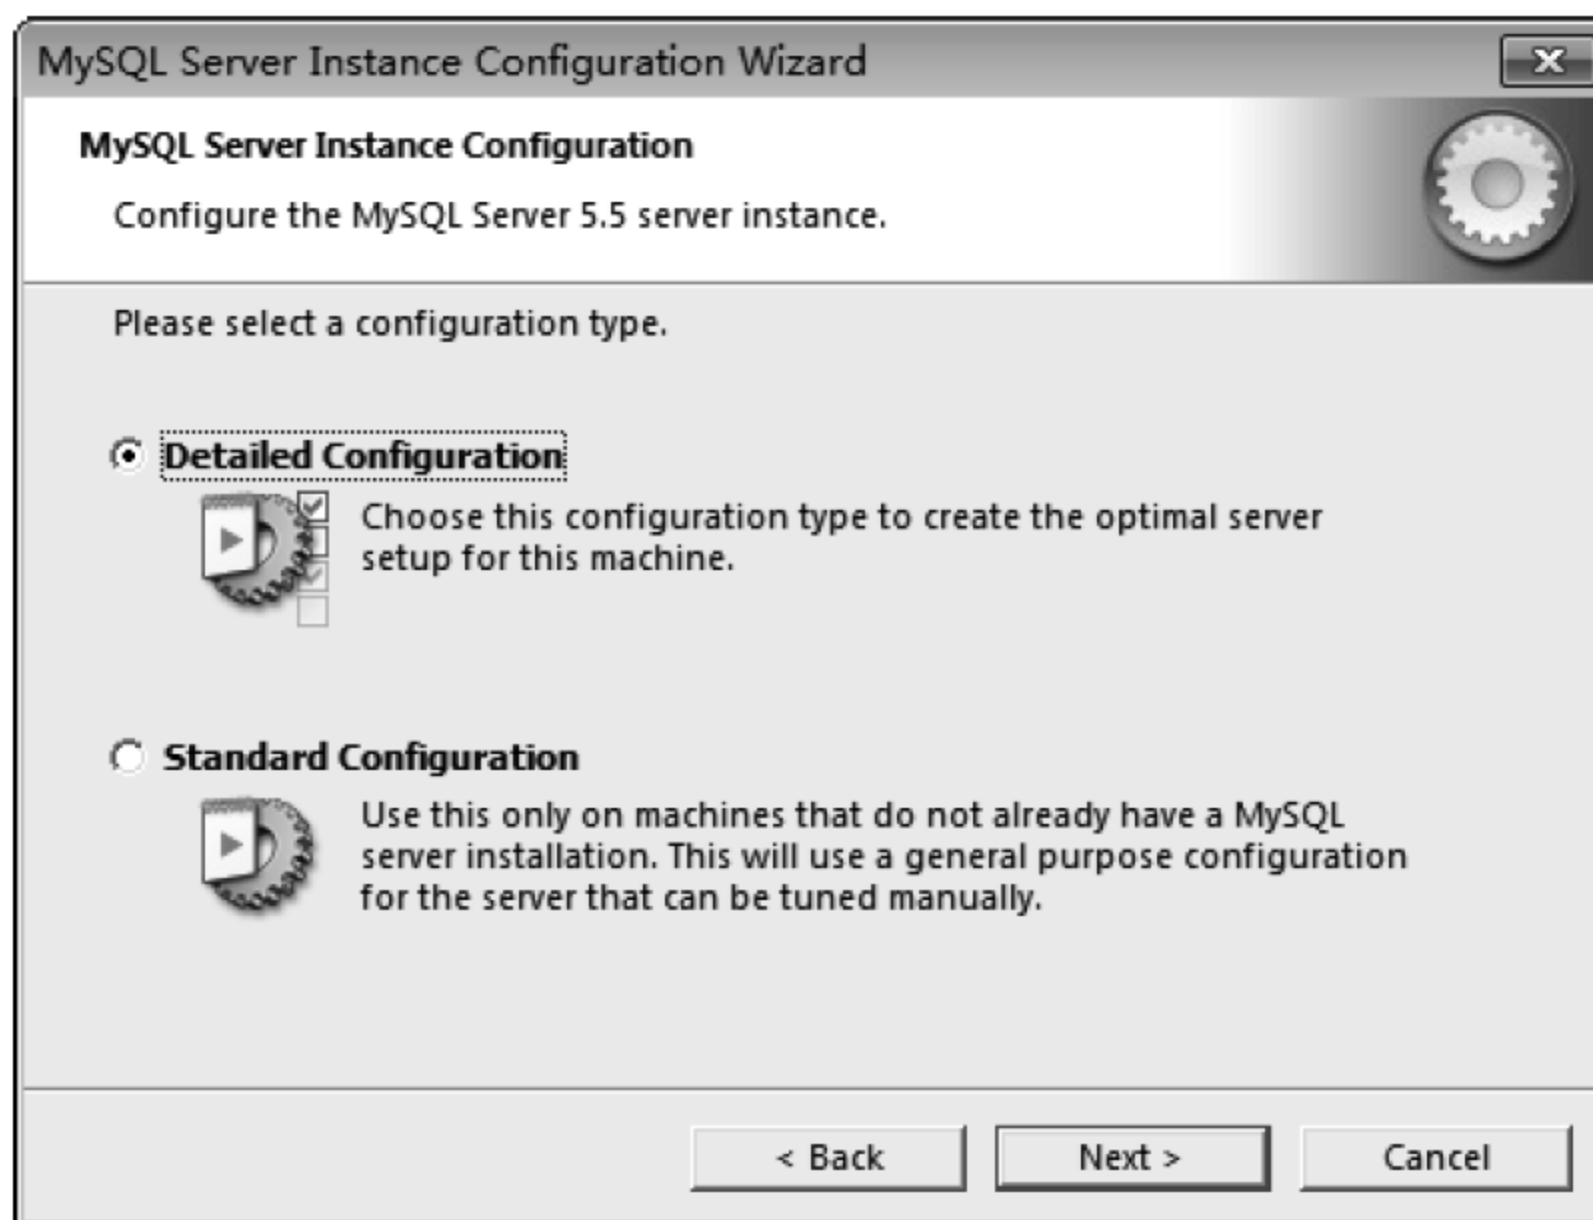 MySQL Server Instance Configuration Wizard
MySQL Server Instance Configuration
Configure the MySQL Server 5.5 server instance.
Please select a configuration type.
Detailed Configuration
Choose this configuration type to create the optimal server
setup for this machine.
Standard Configuration
Use this only on machines that do not already have a MySQL
server installation. This will use a general purpose configuration
for the server that can be tuned manually.
< Back
Next >
Cancel